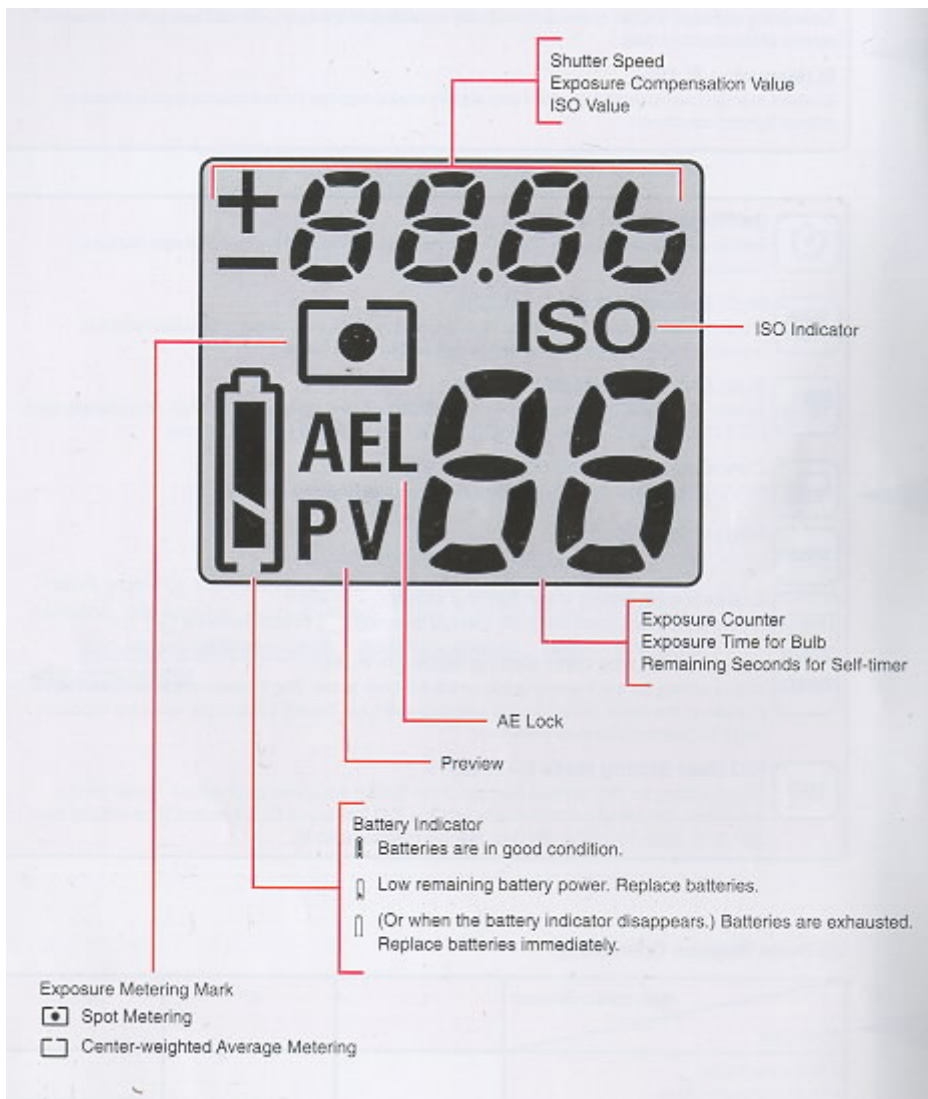 Shutter Speed
Exposure Compensation Value
ISO Value
+
−
88.8b
ISO
ISO Indicator
AEL
PV
88
Exposure Counter
Exposure Time for Bulb
Remaining Seconds for Self-timer
AE Lock
Preview
Battery Indicator
Batteries are in good condition.
Low remaining battery power. Replace batteries.
(Or when the battery indicator disappears.) Batteries are exhausted.
Replace batteries immediately.
Exposure Metering Mark
Spot Metering
Center-weighted Average Metering